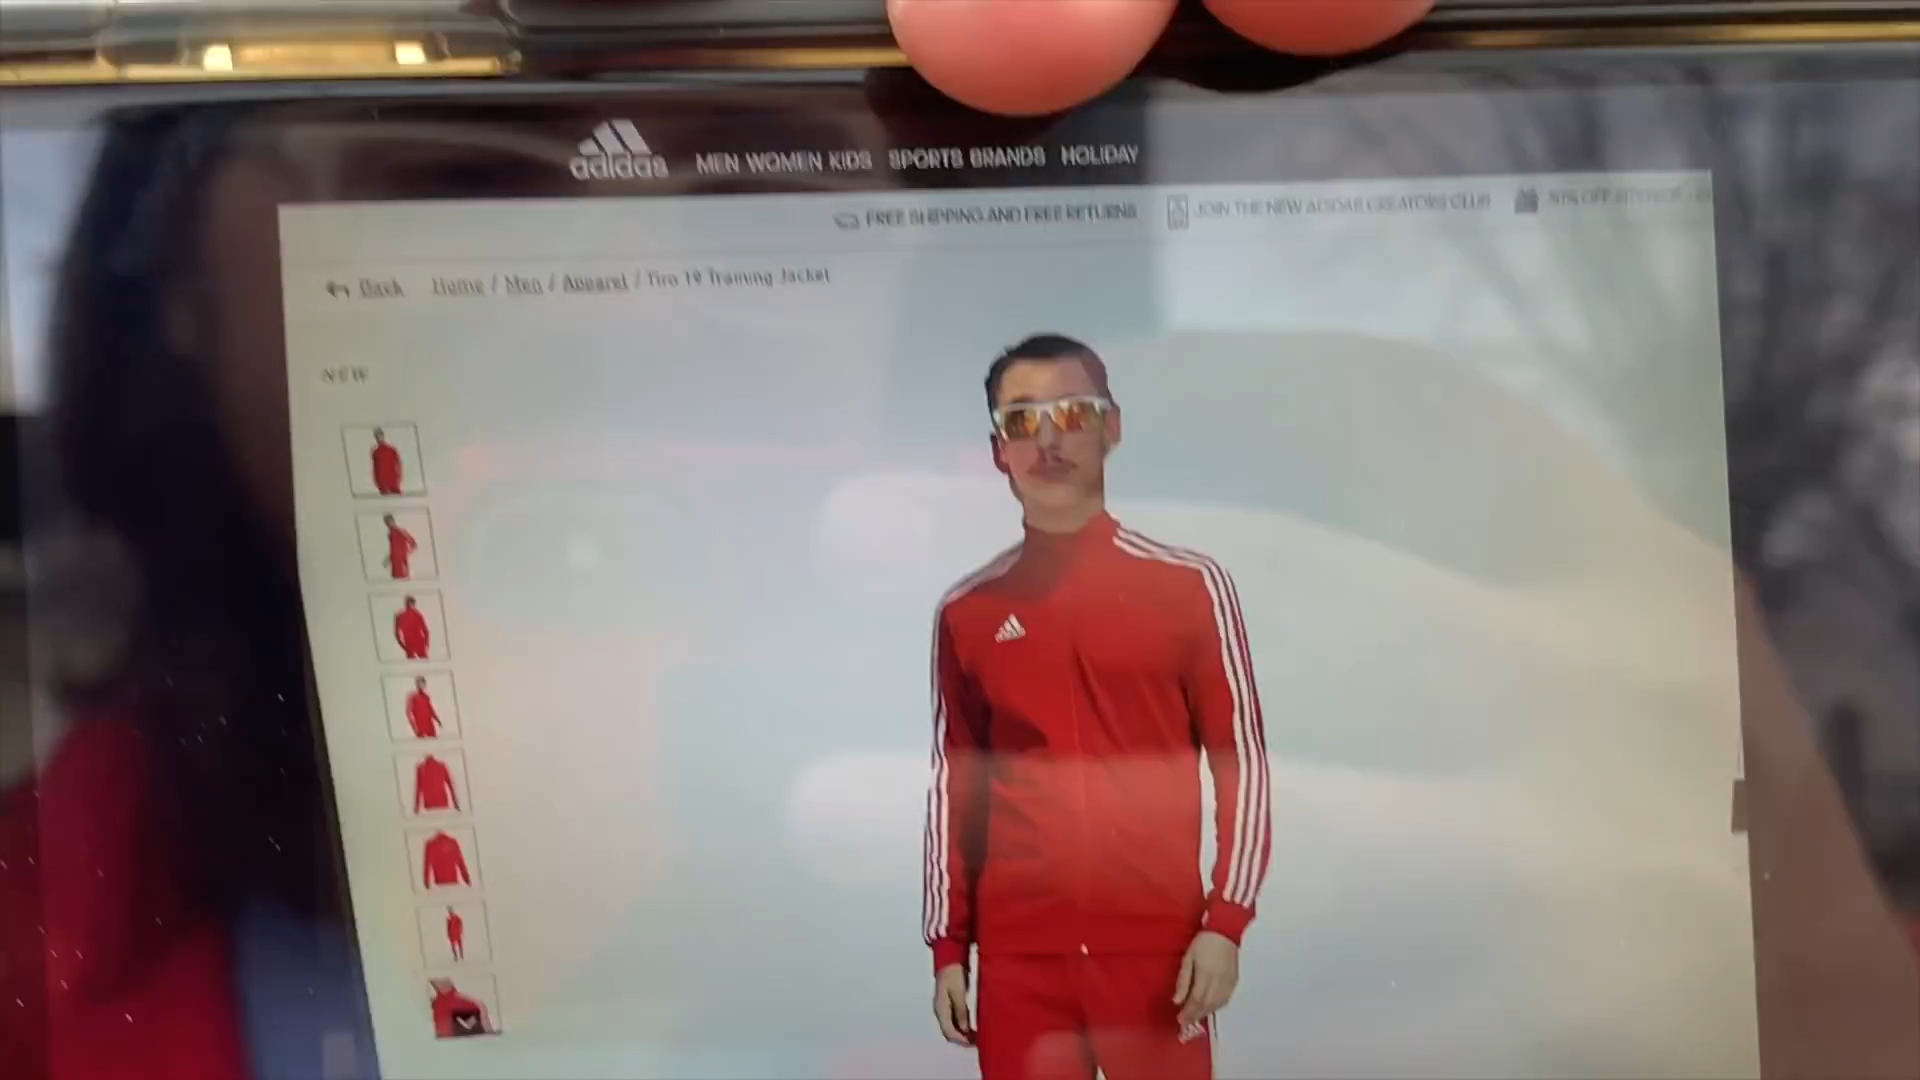 adidas
MEN WOMEN KIDS SPORTS BRANDS HOLIDAY
FREE SHIPPING AND FREE RETURNS
JOIN THE NEW ADIDAS CREATORS CLUB
Back Home / Men / Apparel / Tiro 19 Training Jacket
NEW